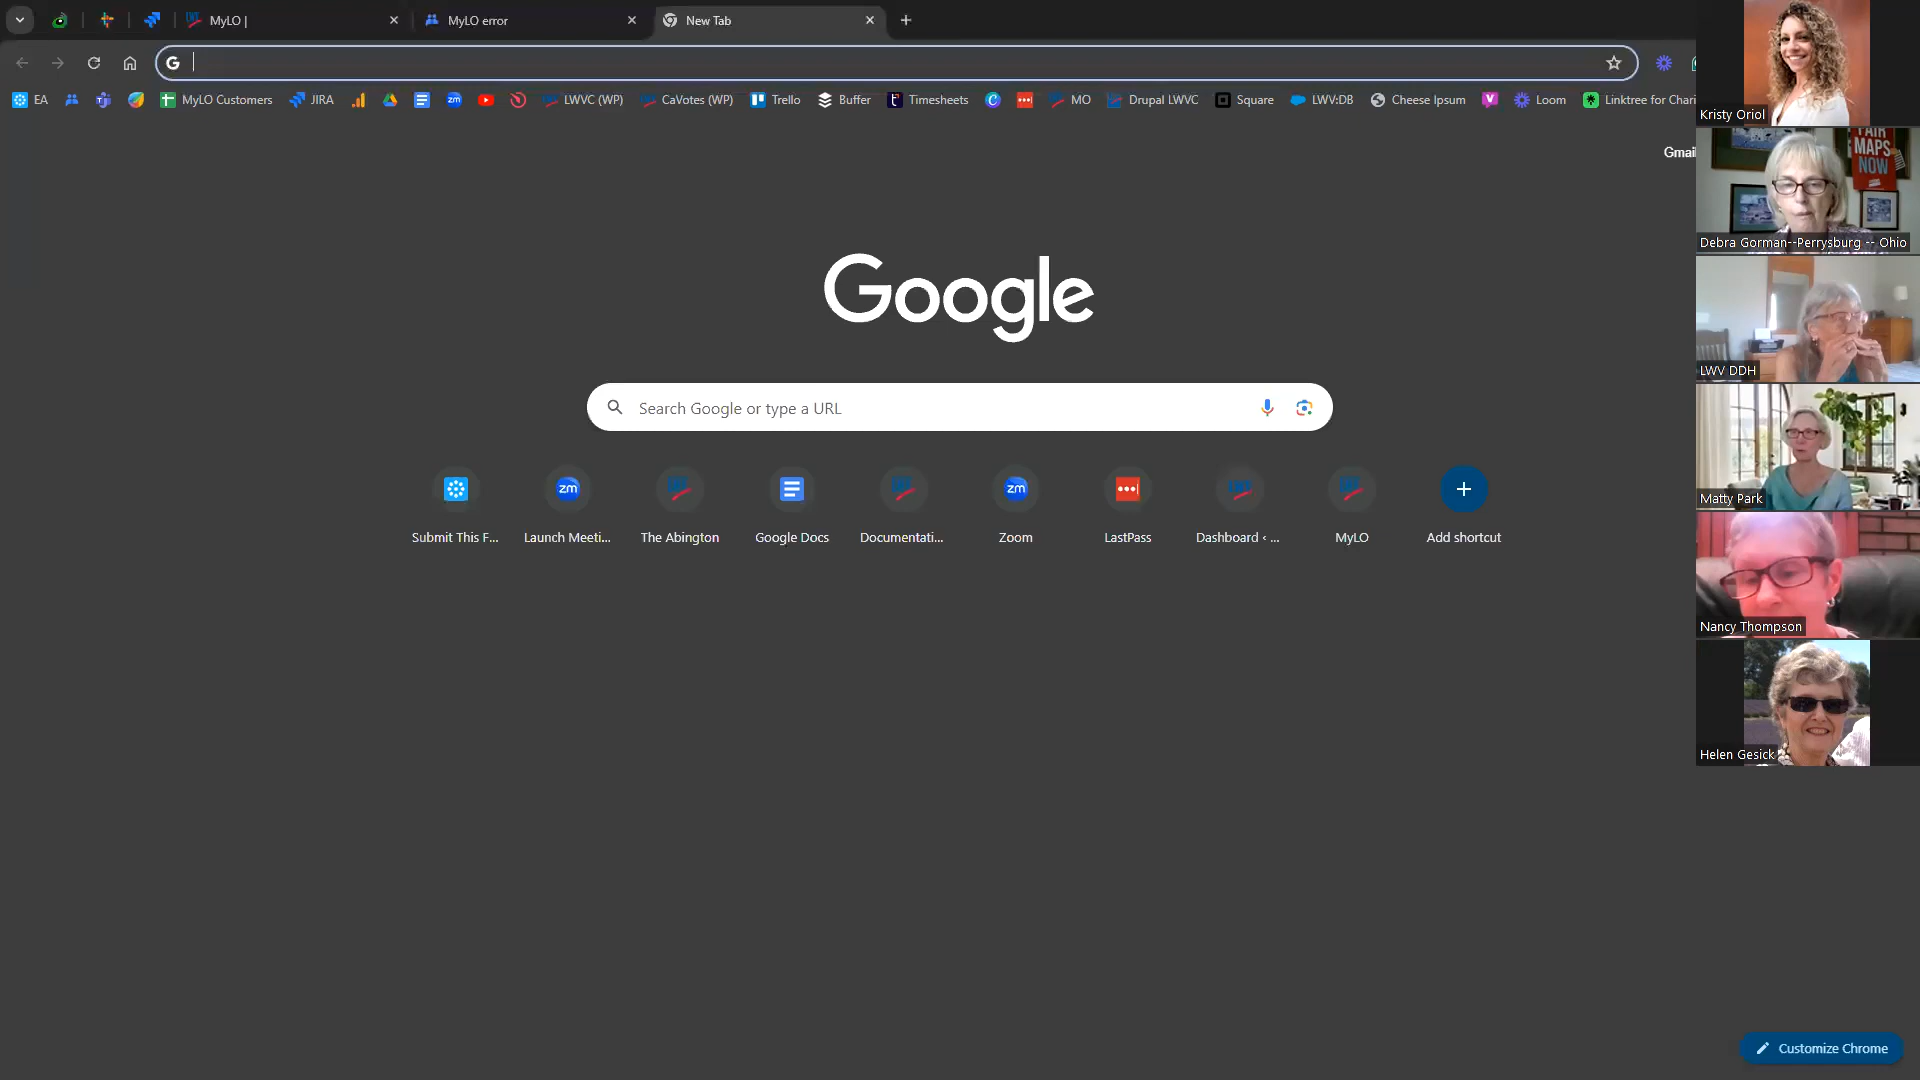 MyLO |
MyLO error
New Tab
EA
MyLO Customers
JIRA
LWVC (WP)
CaVotes (WP)
Trello
Buffer
Timesheets
MO
Drupal LWVC
Square
LWV:DB
Cheese Ipsum
Loom
Linktree for Chari
Gmail
Google
Search Google or type a URL
Submit This F...
Launch Meeti...
The Abington
Google Docs
Documentati...
Zoom
LastPass
Dashboard ‹ ...
MyLO
Add shortcut
Customize Chrome
Kristy Oriol
FAIR
MAPS
NOW
Debra Gorman--Perrysburg -- Ohio
LWV DDH
Matty Park
Nancy Thompson
Helen Gesick